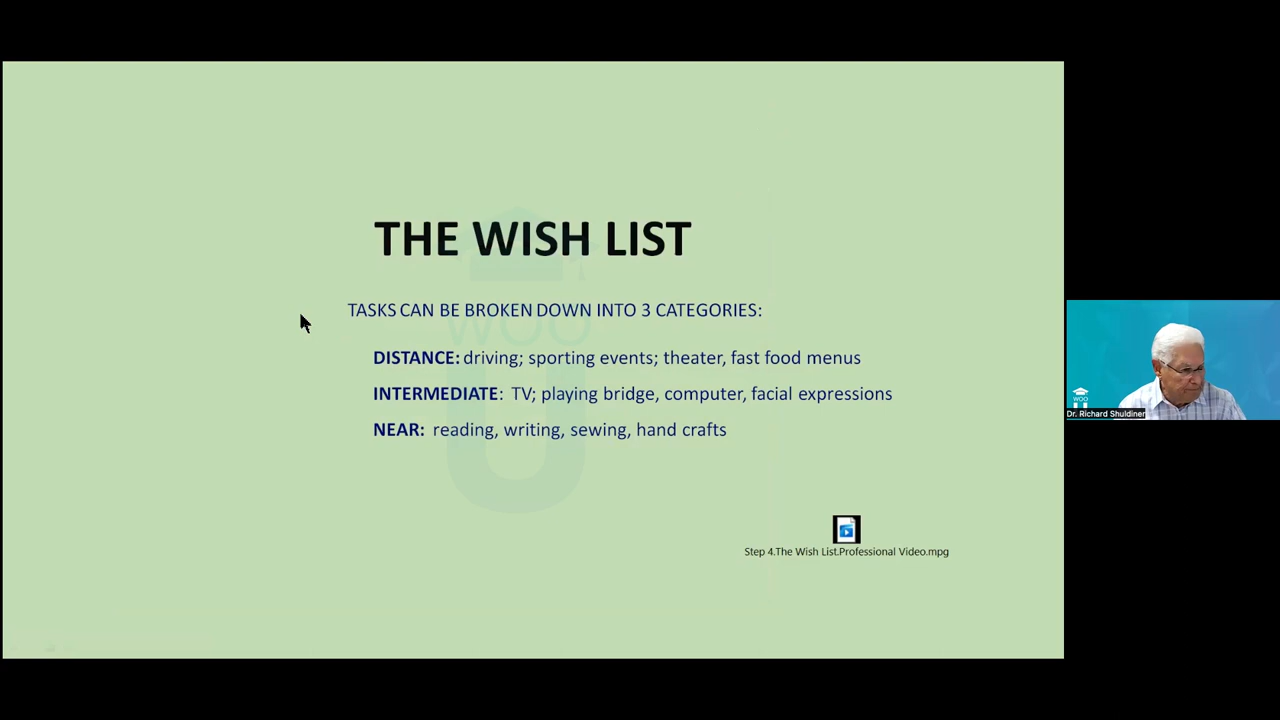 THE WISH LIST
WOO
U
TASKS CAN BE BROKEN DOWN INTO 3 CATEGORIES:
DISTANCE: driving; sporting events; theater, fast food menus
INTERMEDIATE: TV; playing bridge, computer, facial expressions
NEAR: reading, writing, sewing, hand crafts
Step 4.The Wish List.Professional Video.mpg
WOO
U
Dr. Richard Shuldiner